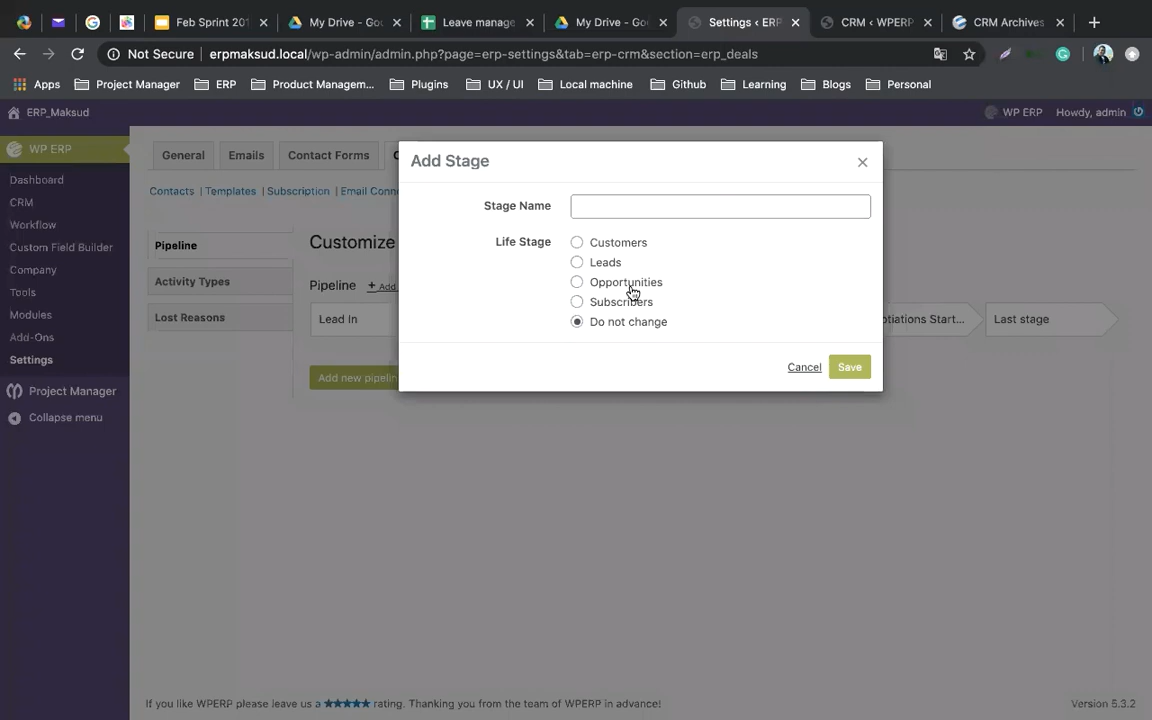 Feb Sprint 201
My Drive - Goo
Leave manage
My Drive - Goo
Settings ‹ ERP
CRM ‹ WPERP
CRM Archives
Not Secure
erpmaksud.local/wp-admin/admin.php?page=erp-settings&tab=erp-crm&section=erp_deals
Apps
Project Manager
ERP
Product Managem...
Plugins
UX / UI
Local machine
Github
Learning
Blogs
Personal
ERP_Maksud
WP ERP
Howdy, admin
WP ERP
Dashboard
CRM
Workflow
Custom Field Builder
Company
Tools
Modules
Add-Ons
Settings
Project Manager
Collapse menu
General
Emails
Contact Forms
C
Contacts | Templates | Subscription | Email Conne
Pipeline
Activity Types
Lost Reasons
Customize
Pipeline
+ Add
Lead In
tiations Start...
Last stage
Add new pipelin
Add Stage
×
Stage Name
Life Stage
Customers
Leads
Opportunities
Subscribers
Do not change
Cancel
Save
If you like WPERP please leave us a ★★★★★ rating. Thanking you from the team of WPERP in advance!
Version 5.3.2